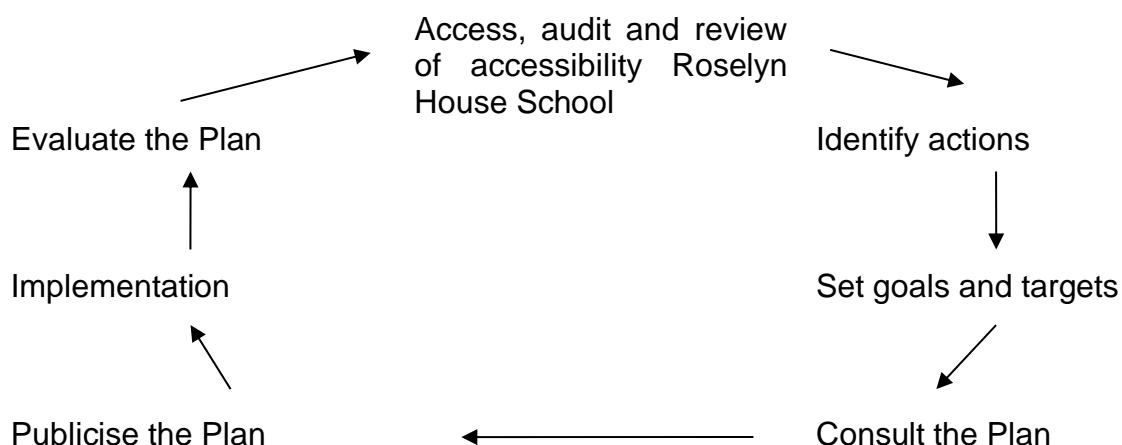 Access, audit and review
of accessibility Roselyn
House School
Evaluate the Plan
Identify actions
Implementation
Set goals and targets
Publicise the Plan
Consult the Plan